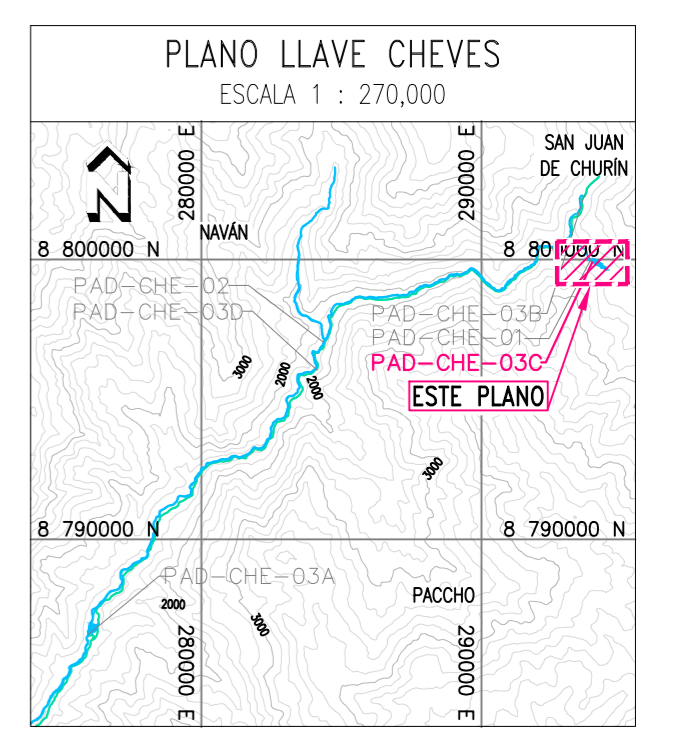 PLANO LLAVE CHEVES
ESCALA 1 : 270,000
280000 E
290000 E
SAN JUAN
DE CHURÍN
N
NAVÁN
8 800000 N
8 800000 N
PAD-CHE-02
PAD-CHE-03D
PAD-CHE-03B
PAD-CHE-01
PAD-CHE-03C
ESTE PLANO
3000
2000
2000
3000
8 790000 N
8 790000 N
PAD-CHE-03A
2000
3000
PACCHO
280000 E
290000 E